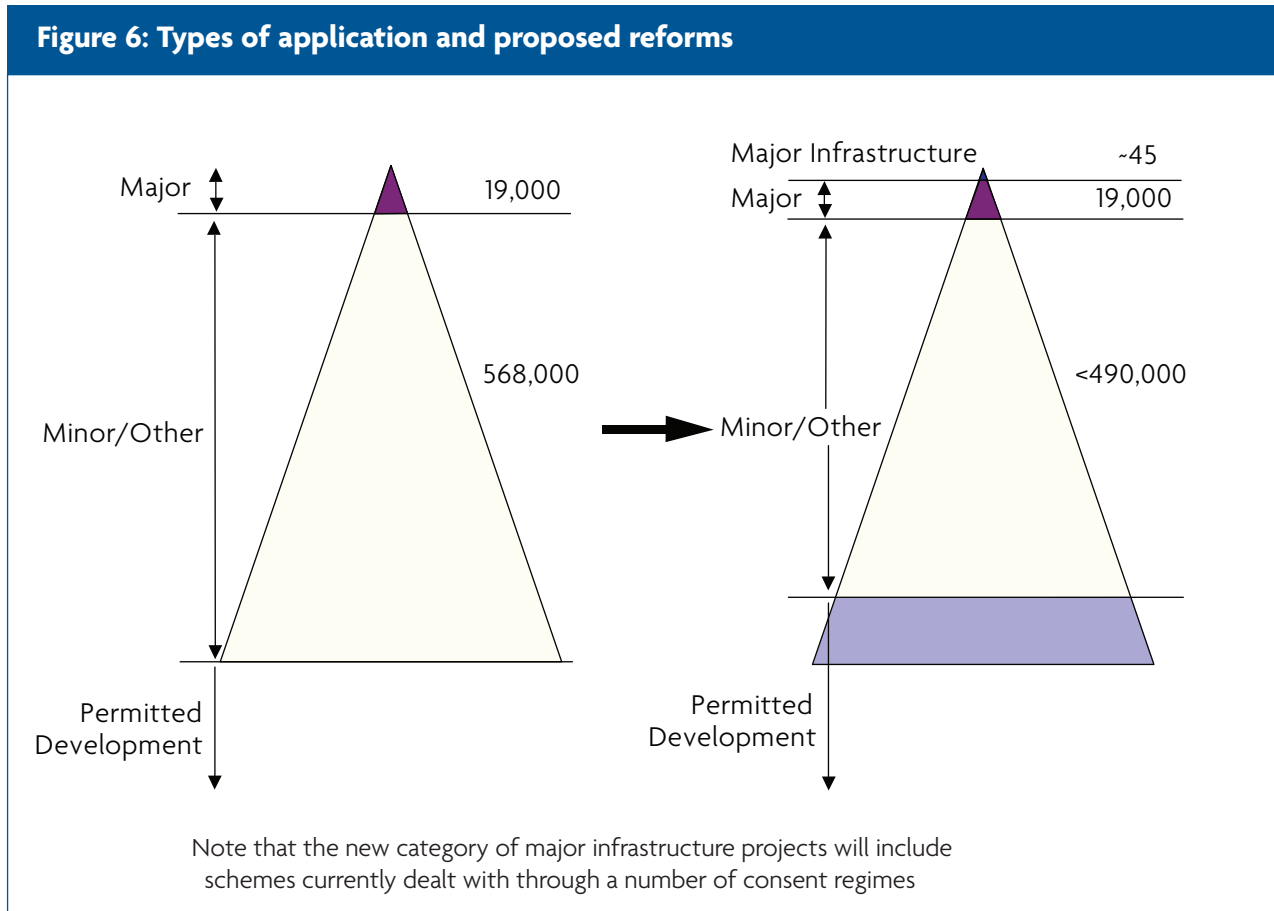 Figure 6: Types of application and proposed reforms
Major
19,000
568,000
Minor/Other
Permitted
Development
Major Infrastructure
~45
Major
19,000
<490,000
Minor/Other
Permitted
Development
Note that the new category of major infrastructure projects will include
schemes currently dealt with through a number of consent regimes